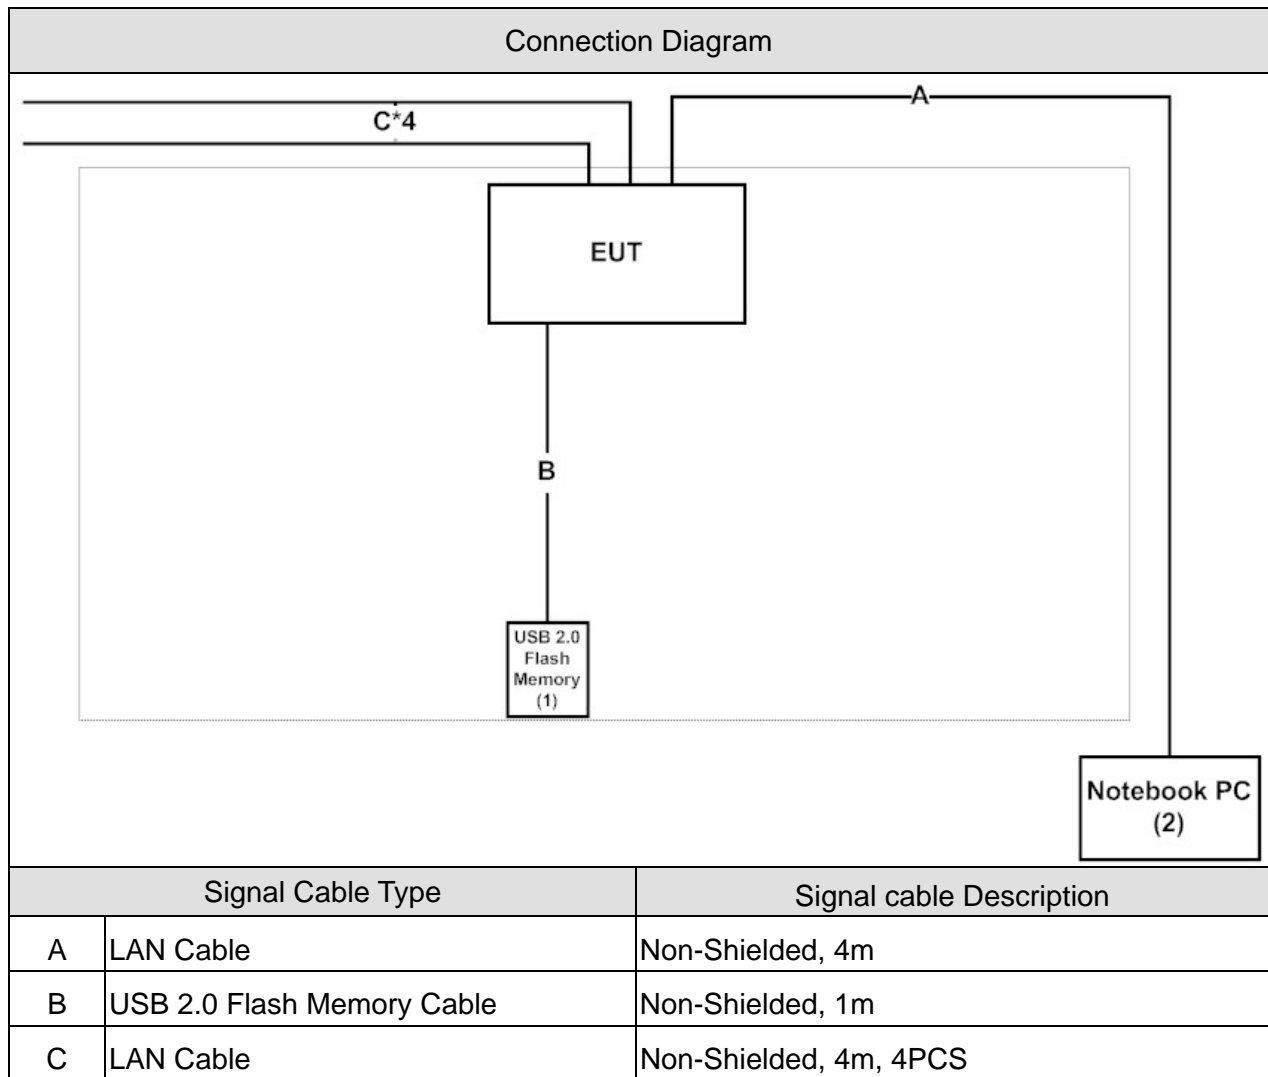 Connection Diagram
A
C*4
EUT
B
USB 2.0
Flash
Memory
(1)
Notebook PC
(2)
Signal Cable Type Signal cable Description
A LAN Cable Non-Shielded, 4m
B USB 2.0 Flash Memory Cable Non-Shielded, 1m
C LAN Cable Non-Shielded, 4m, 4PCS